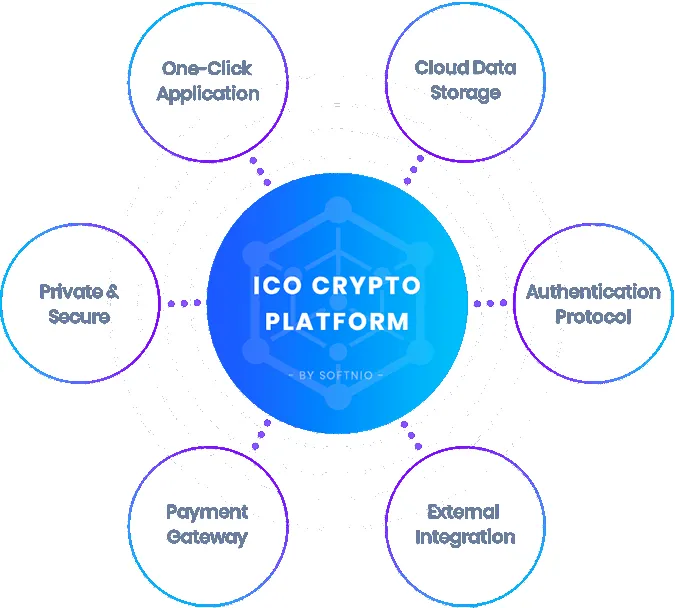 One-Click
Application
Cloud Data
Storage
Private &
Secure
ICO CRYPTO
PLATFORM
- BY SOFTNIO -
Authentication
Protocol
Payment
Gateway
External
Integration